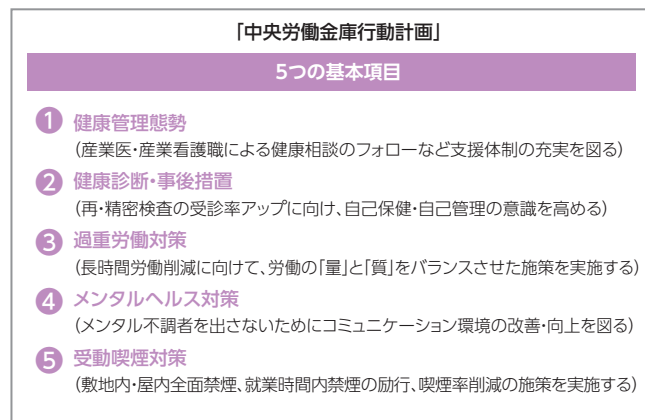 「中央労働金庫行動計画」
5つの基本項目
1 健康管理態勢
(産業医・産業看護職による健康相談のフォローなど支援体制の充実を図る)
2 健康診断・事後措置
(再・精密検査の受診率アップに向け、自己保健・自己管理の意識を高める)
3 過重労働対策
(長時間労働削減に向けて、労働の「量」と「質」をバランスさせた施策を実施する)
4 メンタルヘルス対策
(メンタル不調者を出さないためにコミュニケーション環境の改善・向上を図る)
5 受動喫煙対策
(敷地内・屋内全面禁煙、就業時間内禁煙の励行、喫煙率削減の施策を実施する)